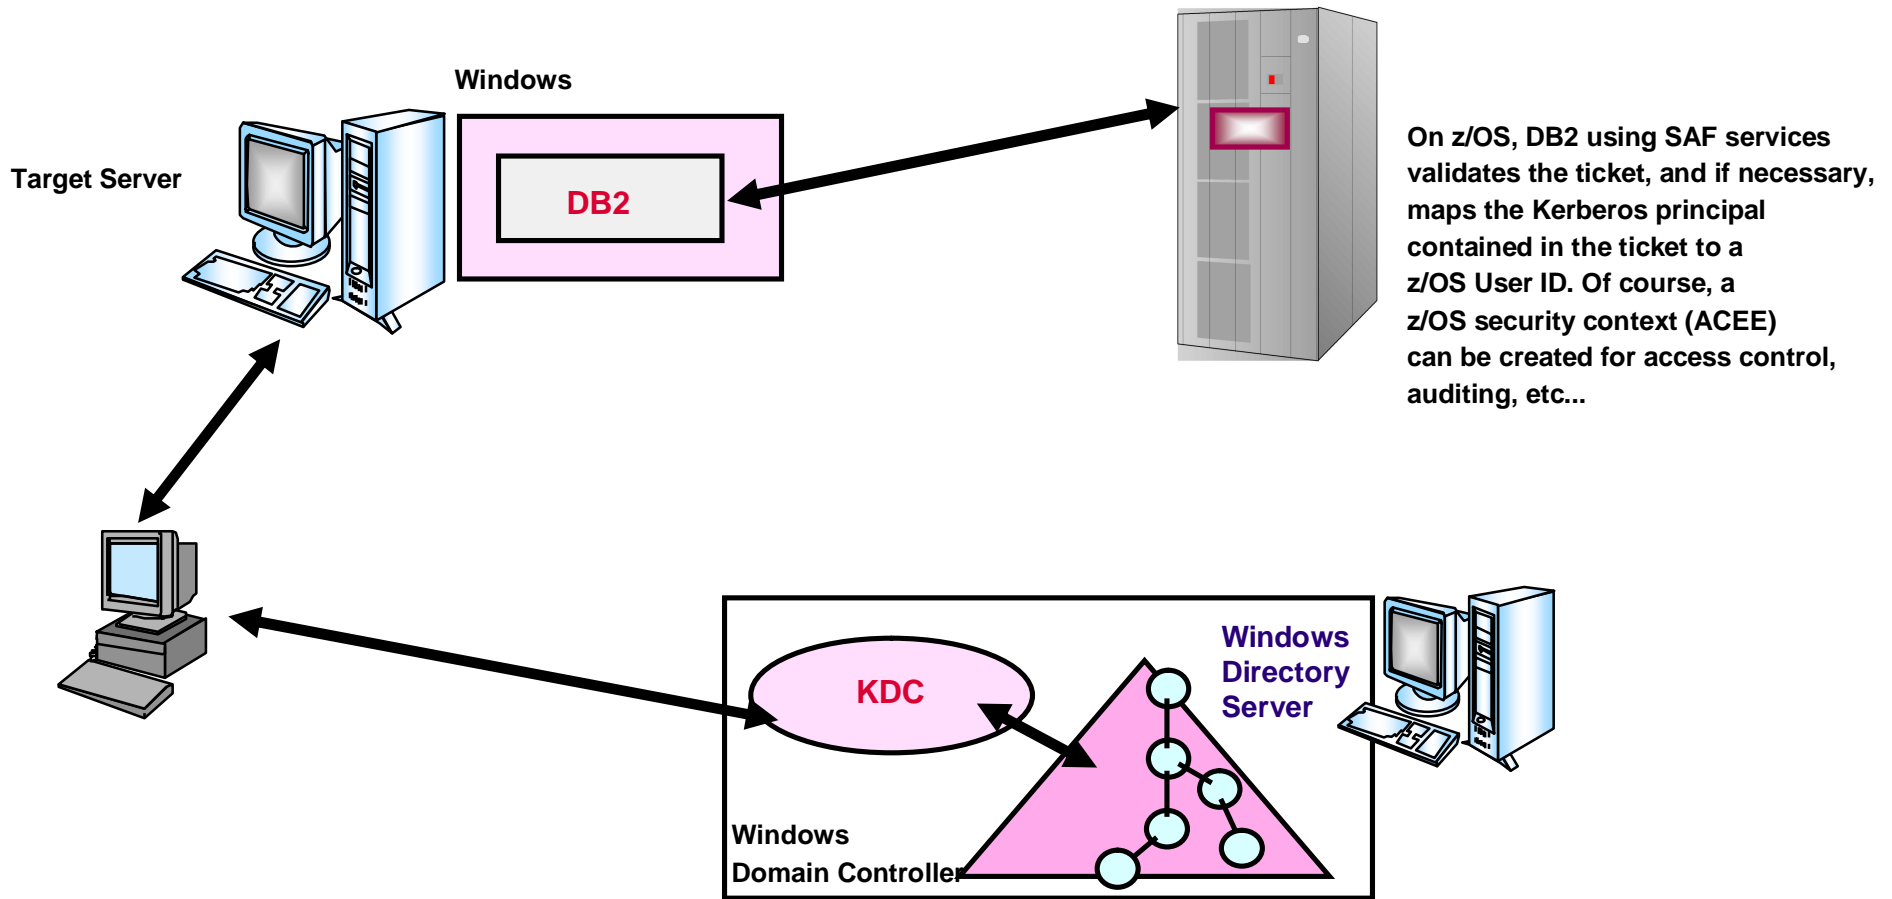 Windows
Target Server
DB2
On z/OS, DB2 using SAF services
validates the ticket, and if necessary,
maps the Kerberos principal
contained in the ticket to a
z/OS User ID. Of course, a
z/OS security context (ACEE)
can be created for access control,
auditing, etc...
KDC
Windows
Directory
Server
Windows
Domain Controller